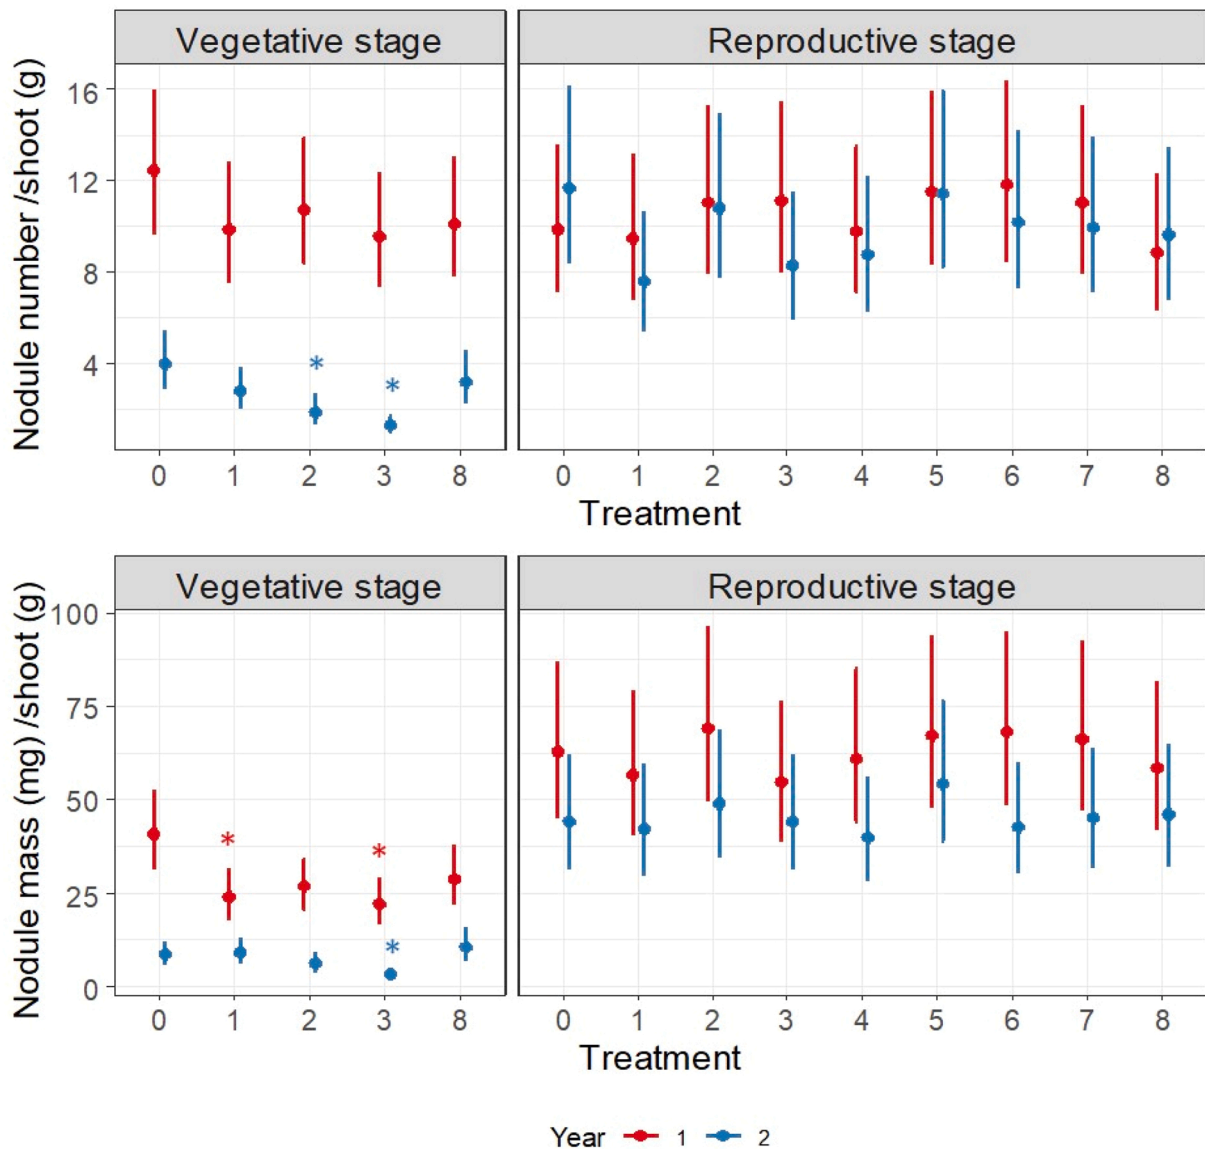 Vegetative stage Reproductive stage
Nodule number /shoot (g)
16
12
8
4
0 1 2 3 8 0 1 2 3 4 5 6 7 8
Treatment
Vegetative stage Reproductive stage
Nodule mass (mg) /shoot (g)
100
75
50
25
0
* * *
0 1 2 3 8 0 1 2 3 4 5 6 7 8
Treatment
Year 1 2